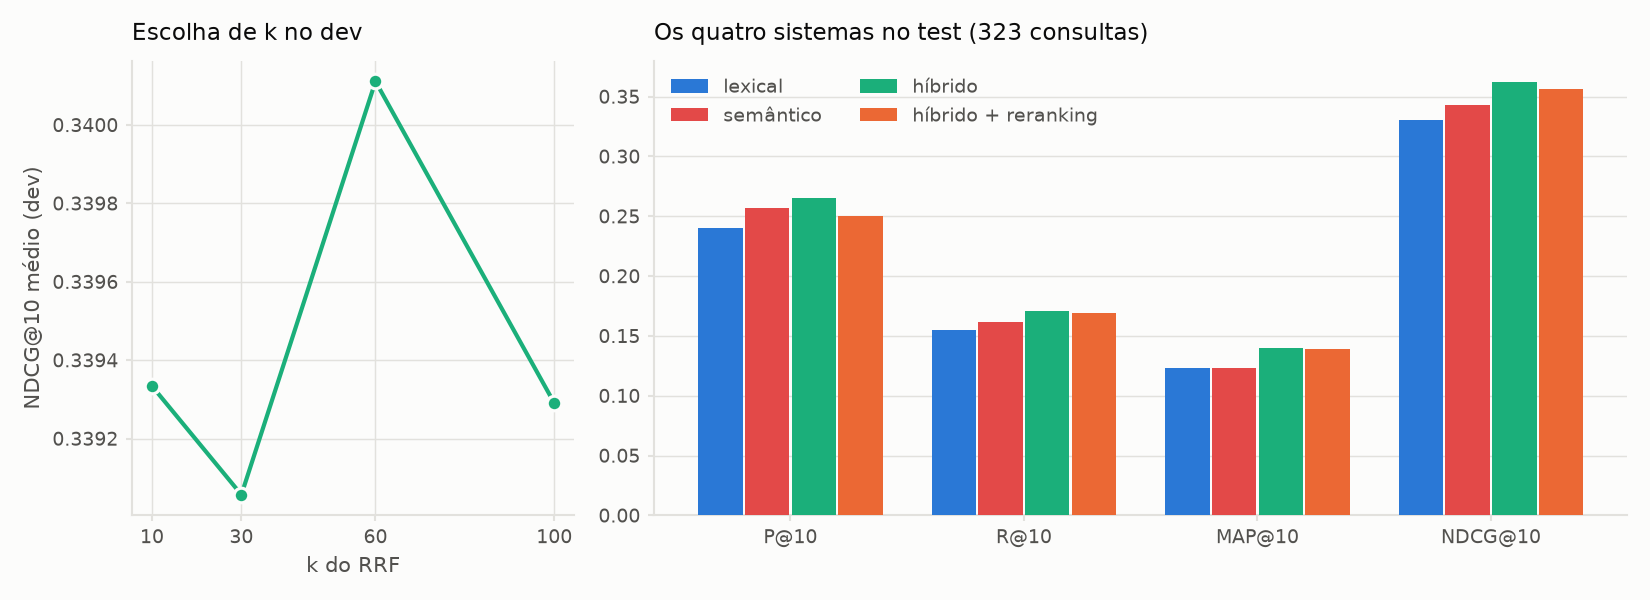 Escolha de k no dev
NDCG@10 médio (dev)
0.3400
0.3398
0.3396
0.3394
0.3392
10 30 60 100
k do RRF
Os quatro sistemas no test (323 consultas)
lexical híbrido
semântico híbrido + reranking
0.35
0.30
0.25
0.20
0.15
0.10
0.05
0.00
P@10 R@10 MAP@10 NDCG@10